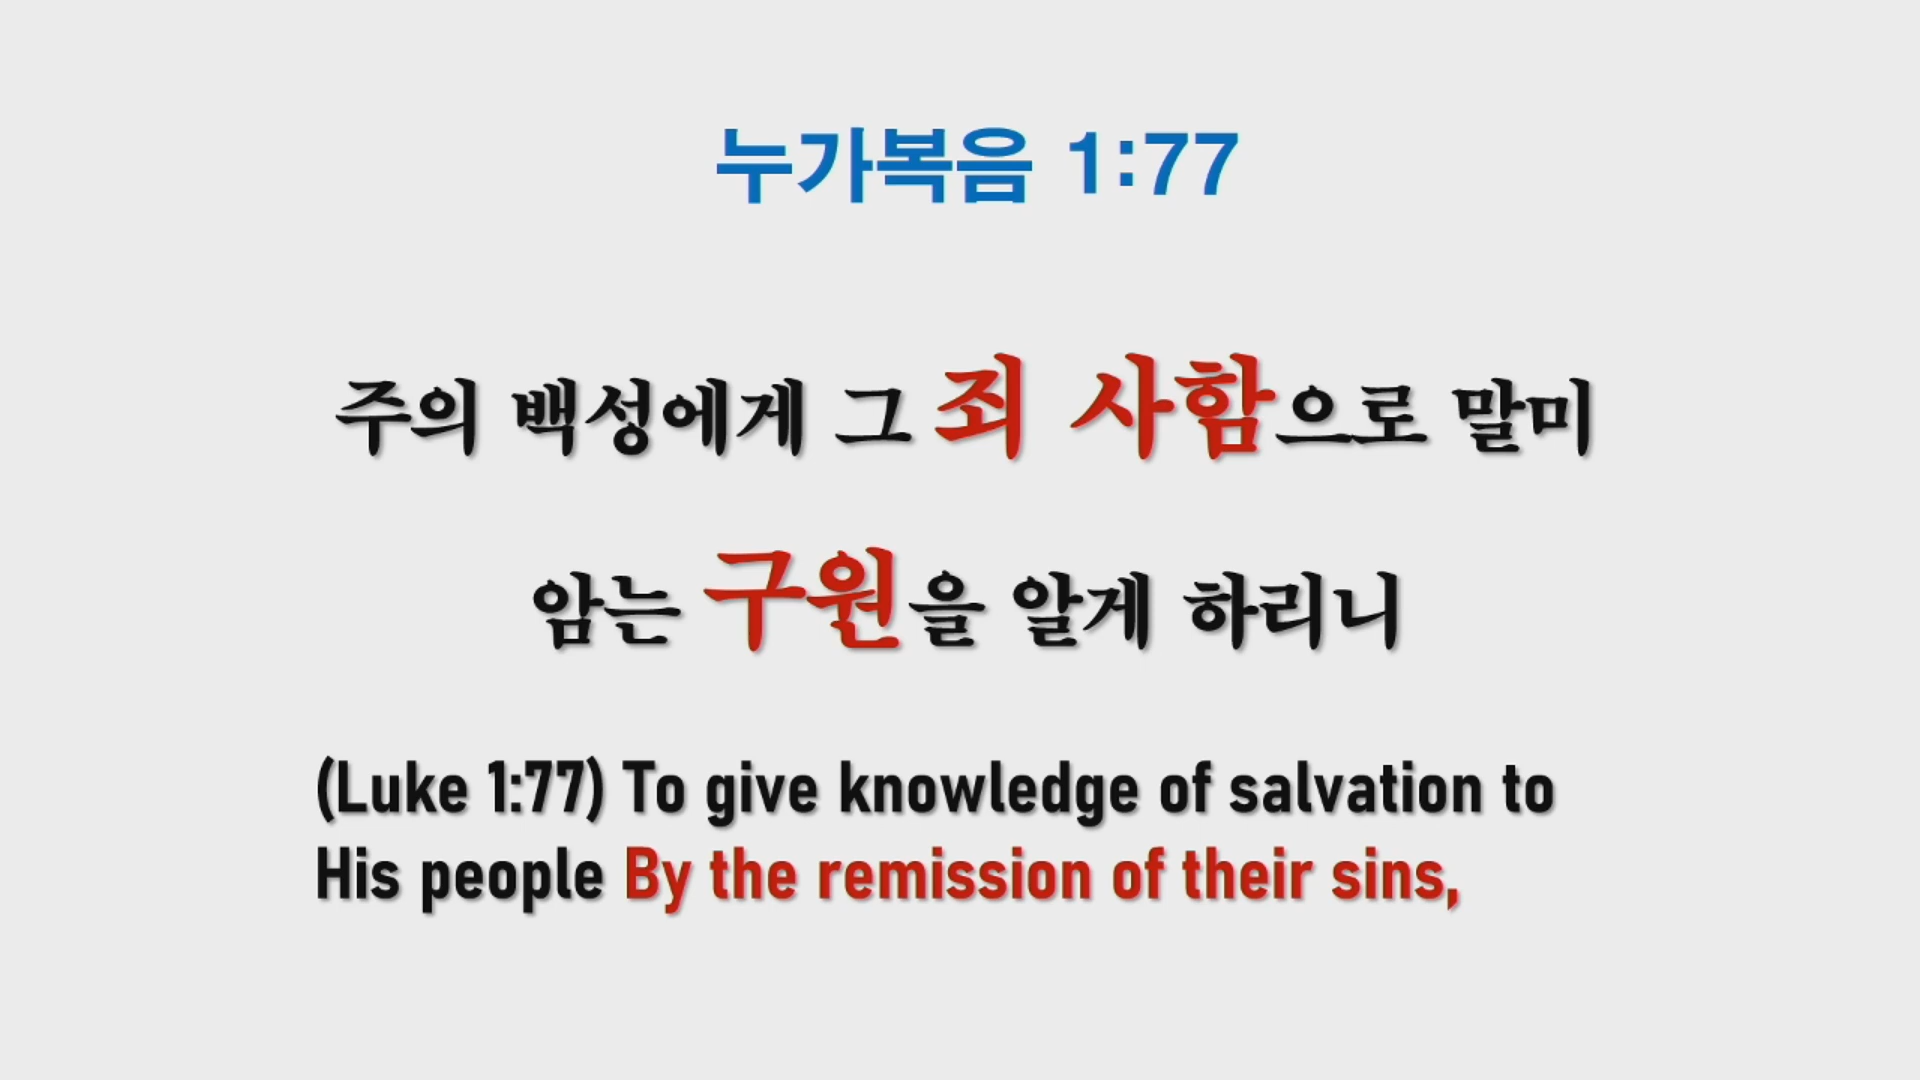 누가복음 1:77
주의 백성에게 그 죄 사함으로 말미
암는 구원을 알게 하리니
(Luke 1:77) To give knowledge of salvation to
His people By the remission of their sins,